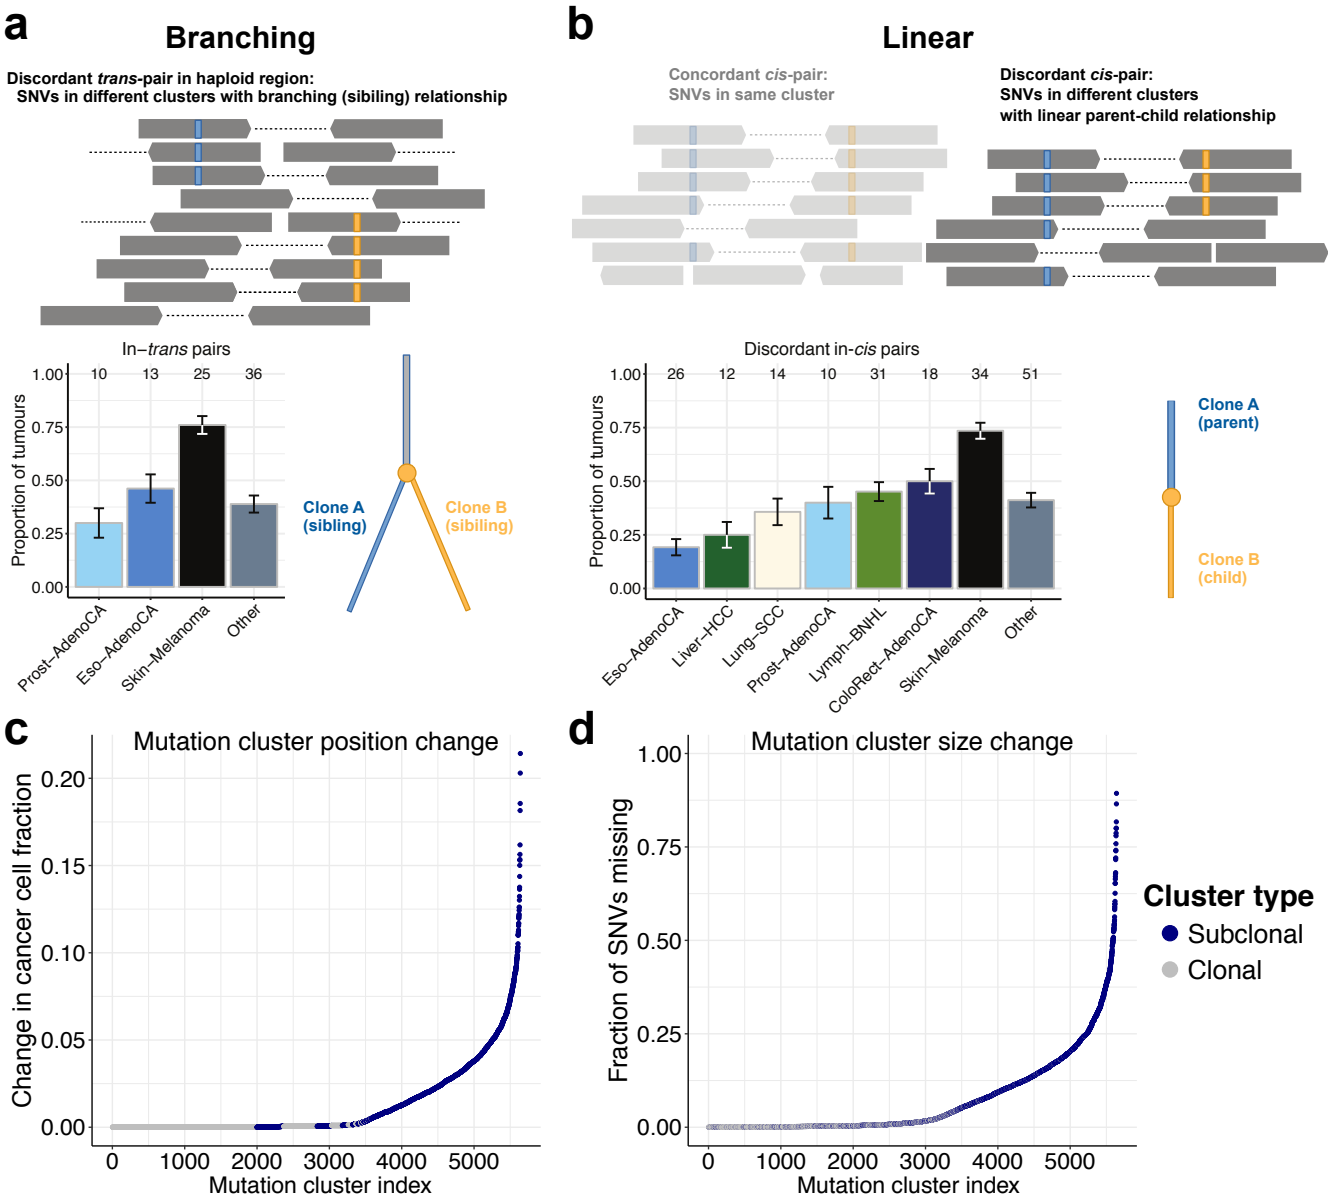 a
Branching
Discordant trans-pair in haploid region:
SNVs in different clusters with branching (sibiling) relationship
In−trans pairs
10 13 25 36
1.00
0.75
0.50
0.25
0.00
Proportion of tumours
Prost−AdenoCA
Eso−AdenoCA
Skin−Melanoma
Other
Clone A
(sibling)
Clone B
(sibiling)
b
Linear
Concordant cis-pair:
SNVs in same cluster
Discordant cis-pair:
SNVs in different clusters
with linear parent-child relationship
Discordant in-cis pairs
26 12 14 10 31 18 34 51
1.00
0.75
0.50
0.25
0.00
Proportion of tumours
Eso−AdenoCA
Liver−HCC
Lung−SCC
Prost−AdenoCA
Lymph−BNHL
ColoRect−AdenoCA
Skin−Melanoma
Other
Clone A
(parent)
Clone B
(child)
c
Mutation cluster position change
0.20
0.15
0.10
0.05
0.00
Change in cancer cell fraction
0 1000 2000 3000 4000 5000
Mutation cluster index
d
Mutation cluster size change
1.00
0.75
0.50
0.25
0.00
Fraction of SNVs missing
0 1000 2000 3000 4000 5000
Mutation cluster index
Cluster type
Subclonal
Clonal